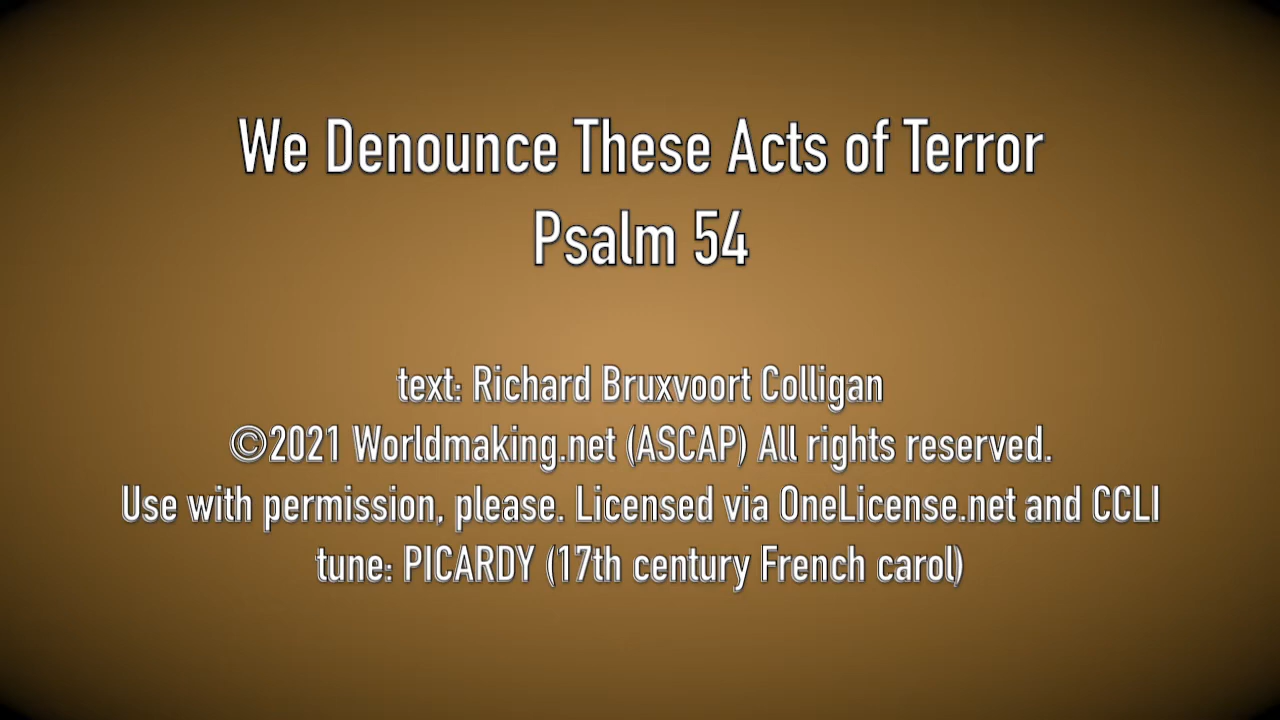 We Denounce These Acts of Terror
Psalm 54
text: Richard Bruxvoort Colligan
©2021 Worldmaking.net (ASCAP) All rights reserved.
Use with permission, please. Licensed via OneLicense.net and CCLI
tune: PICARDY (17th century French carol)